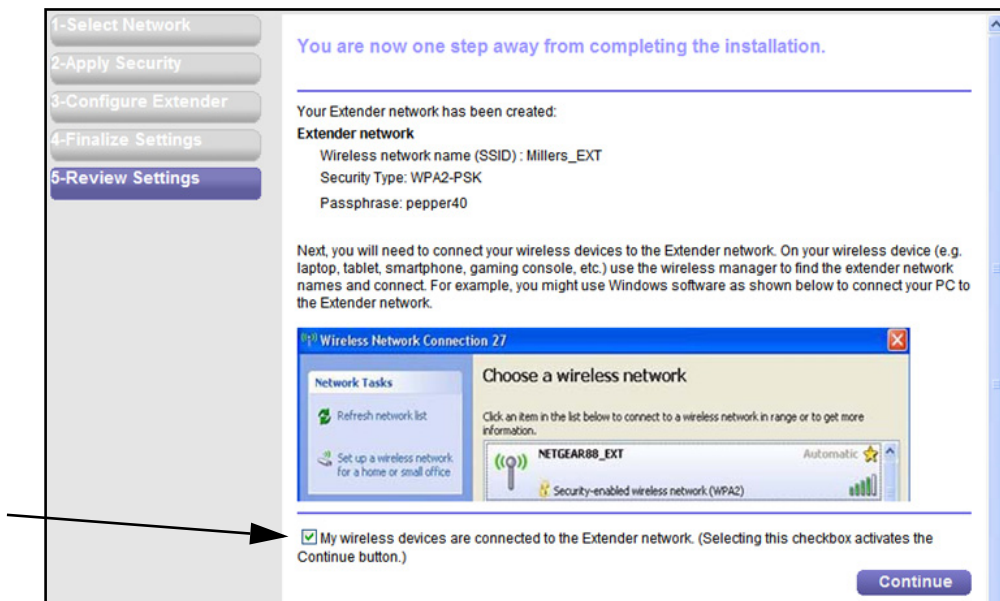 1-Select Network
2-Apply Security
3-Configure Extender
4-Finalize Settings
5-Review Settings
You are now one step away from completing the installation.
Your Extender network has been created:
Extender network
Wireless network name (SSID) : Millers_EXT
Security Type: WPA2-PSK
Passphrase: pepper40
Next, you will need to connect your wireless devices to the Extender network. On your wireless device (e.g.
laptop, tablet, smartphone, gaming console, etc.) use the wireless manager to find the extender network
names and connect. For example, you might use Windows software as shown below to connect your PC to
the Extender network.
Wireless Network Connection 27
Network Tasks
Refresh network list
Set up a wireless network
for a home or small office
Choose a wireless network
Click an item in the list below to connect to a wireless network in range or to get more
information.
NETGEAR88_EXT Automatic
Security-enabled wireless network (WPA2)
My wireless devices are connected to the Extender network. (Selecting this checkbox activates the
Continue button.)
Continue